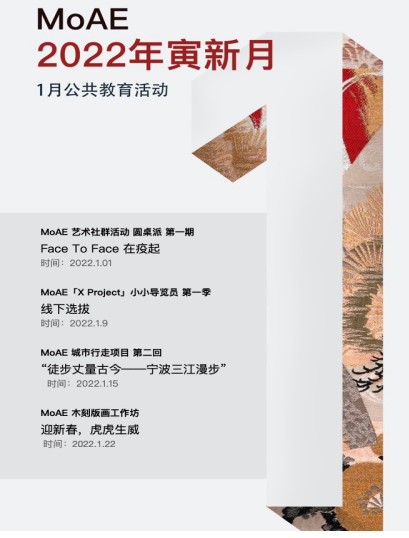 MoAE
2022年寅新月
1月公共教育活动
MoAE 艺术社群活动 圆桌派 第一期
Face To Face 在疫起
时间：2022.1.01
MoAE「X Project」小小导览员 第一季
线下选拔
时间：2022.1.9
MoAE 城市行走项目 第二回
“徒步丈量古今——宁波三江漫步”
时间：2022.1.15
MoAE 木刻版画工作坊
迎新春，虎虎生威
时间：2022.1.22
1